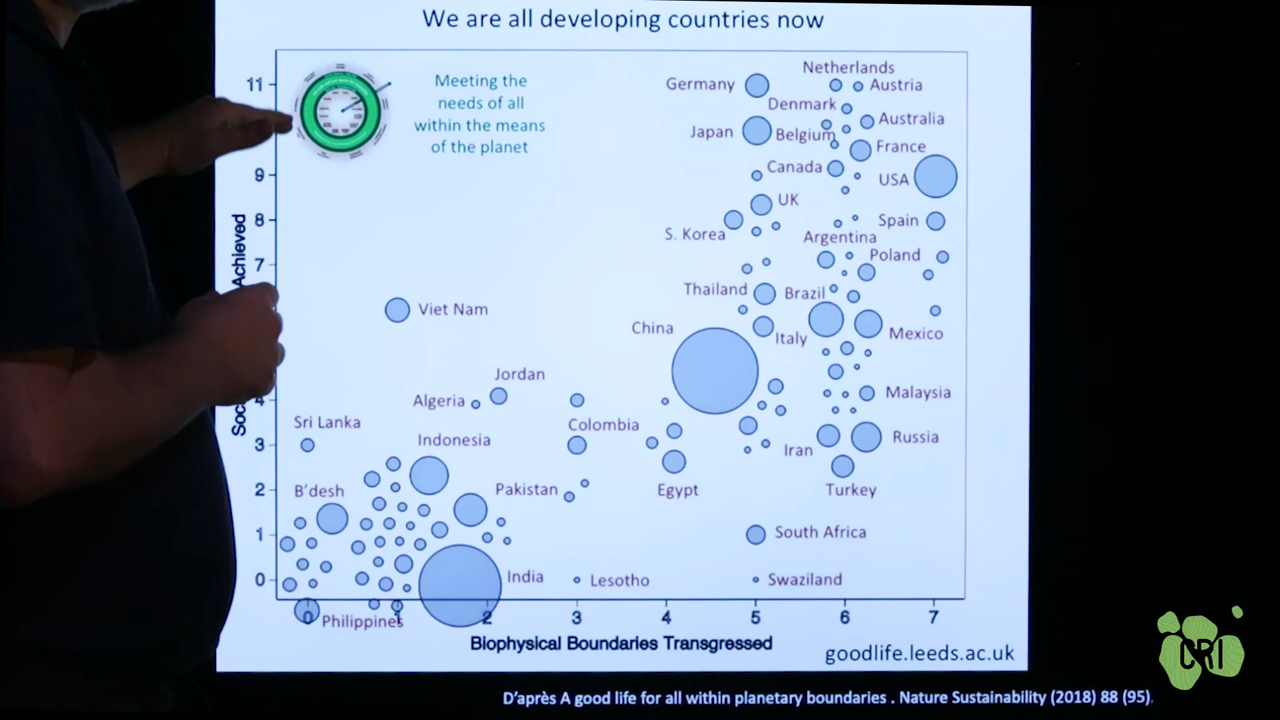 We are all developing countries now
Meeting the
needs of all
within the means
of the planet
11
9
8
7
4
3
2
1
0
Achieved
Soc
Netherlands
Germany
Austria
Denmark
Australia
Japan
Belgium
France
Canada
USA
UK
Spain
S. Korea
Argentina
Poland
Thailand
Brazil
Viet Nam
China
Italy
Mexico
Jordan
Algeria
Malaysia
Sri Lanka
Colombia
Indonesia
Iran
Russia
B'desh
Pakistan
Egypt
Turkey
South Africa
India
Lesotho
Swaziland
Philippines
0 1 2 3 4 5 6 7
Biophysical Boundaries Transgressed
goodlife.leeds.ac.uk
CRI
D'après A good life for all within planetary boundaries . Nature Sustainability (2018) 88 (95).